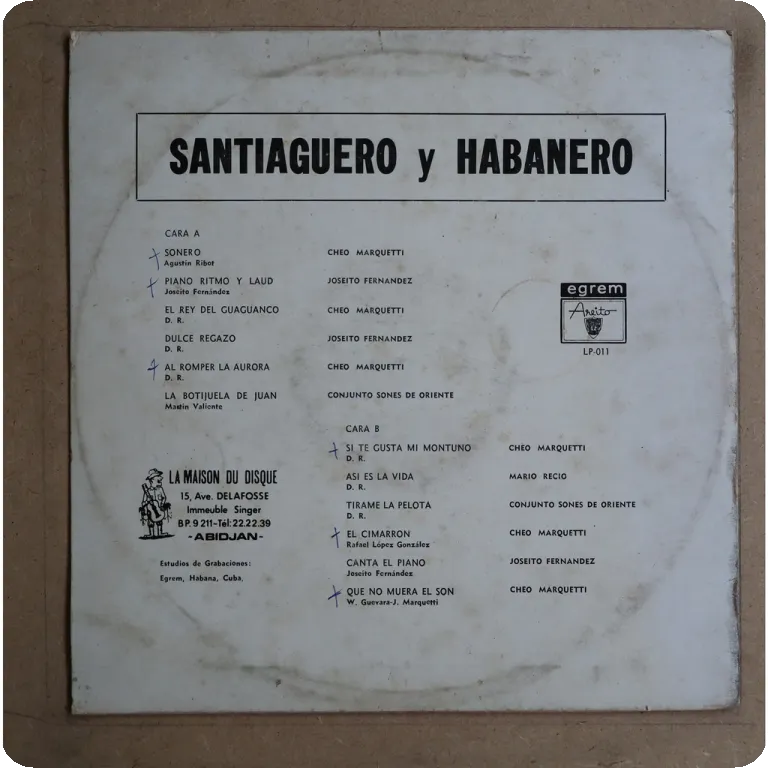 SANTIAGUERO y HABANERO
CARA A
SONERO CHEO MARQUETTI
Agustin Ribot
PIANO RITMO Y LAUD JOSEITO FERNANDEZ
Joseito Fernández
EL REY DEL GUAGUANCO CHEO MARQUETTI
D. R.
DULCE REGAZO JOSEITO FERNANDEZ
D. R.
AL ROMPER LA AURORA CHEO MARQUETTI
D. R.
LA BOTIJUELA DE JUAN CONJUNTO SONES DE ORIENTE
Martin Valiente
egrem
Areito
LP-011
CARA B
SI TE GUSTA MI MONTUNO CHEO MARQUETTI
D. R.
ASI ES LA VIDA MARIO RECIO
D. R.
TIRAME LA PELOTA CONJUNTO SONES DE ORIENTE
D. R.
EL CIMARRON CHEO MARQUETTI
Rafael López González
CANTA EL PIANO JOSEITO FERNANDEZ
Joseito Fernández
QUE NO MUERA EL SON CHEO MARQUETTI
W. Guevara-J. Marquetti
LA MAISON DU DISQUE
15, Ave. DELAFOSSE
Immeuble Singer
B.P. 9 211-Tél: 22.22.39
-ABIDJAN-
Estudios de Grabaciones:
Egrem, Habana, Cuba.